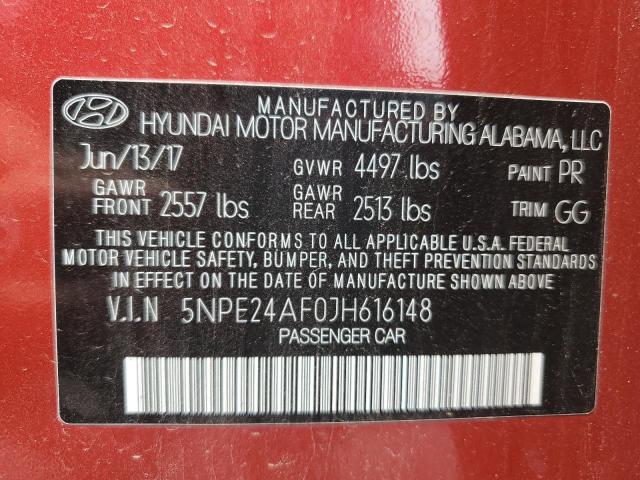 MANUFACTURED BY
HYUNDAI MOTOR MANUFACTURING ALABAMA, LLC
Jun/13/17 GVWR 4497 lbs PAINT PR
GAWR FRONT 2557 lbs GAWR REAR 2513 lbs TRIM GG
THIS VEHICLE CONFORMS TO ALL APPLICABLE U.S.A. FEDERAL
MOTOR VEHICLE SAFETY, BUMPER, AND THEFT PREVENTION STANDARDS
IN EFFECT ON THE DATE OF MANUFACTURE SHOWN ABOVE
V.I.N 5NPE24AF0JH616148
PASSENGER CAR